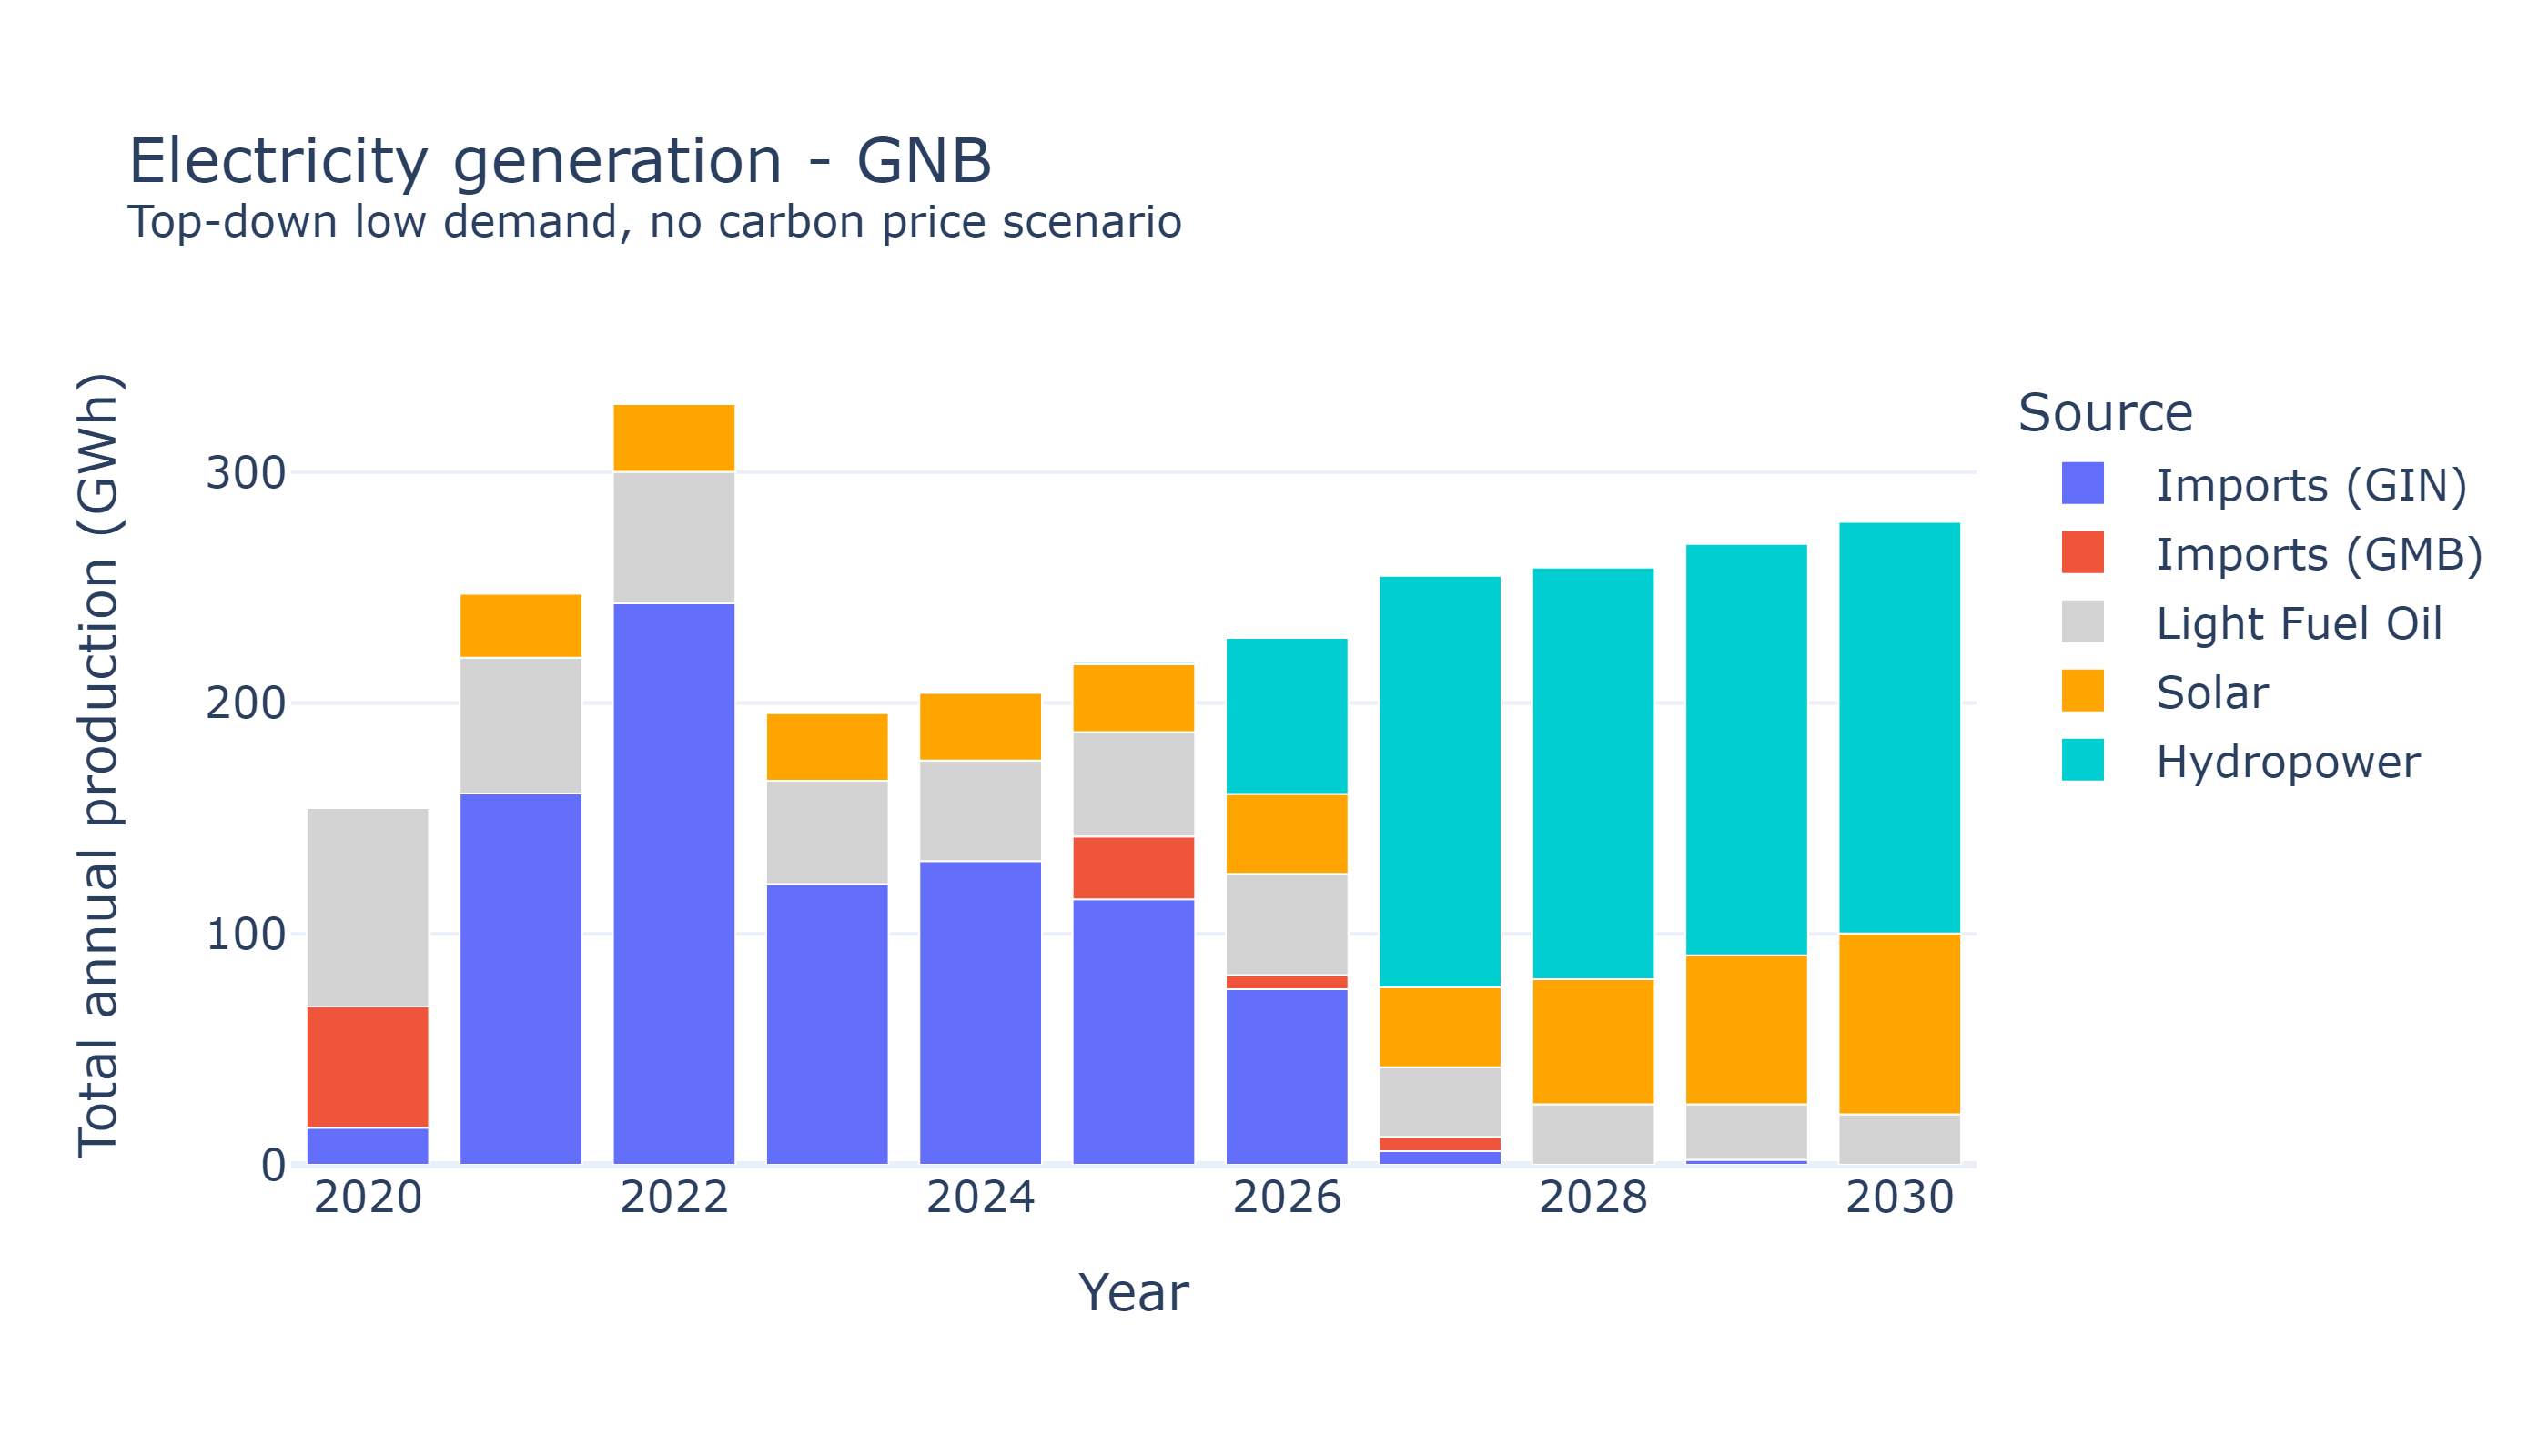 Electricity generation - GNB
Top-down low demand, no carbon price scenario
Total annual production (GWh)
300
200
100
0
2020
2022
2024
2026
2028
2030
Year
Source
Imports (GIN)
Imports (GMB)
Light Fuel Oil
Solar
Hydropower